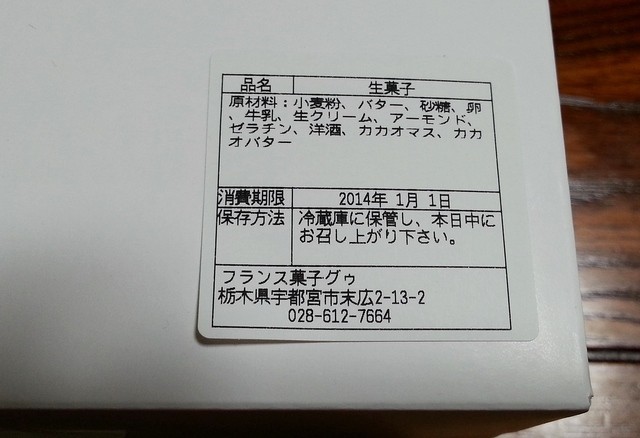 品名 生菓子
原材料：小麦粉、バター、砂糖、卵
、牛乳、生クリーム、アーモンド、
ゼラチン、洋酒、カカオマス、カカ
オバター
消費期限 2014年 1月 1日
保存方法 冷蔵庫に保管し、本日中に
お召し上がり下さい。
フランス菓子グゥ
栃木県宇都宮市末広2-13-2
028-612-7664